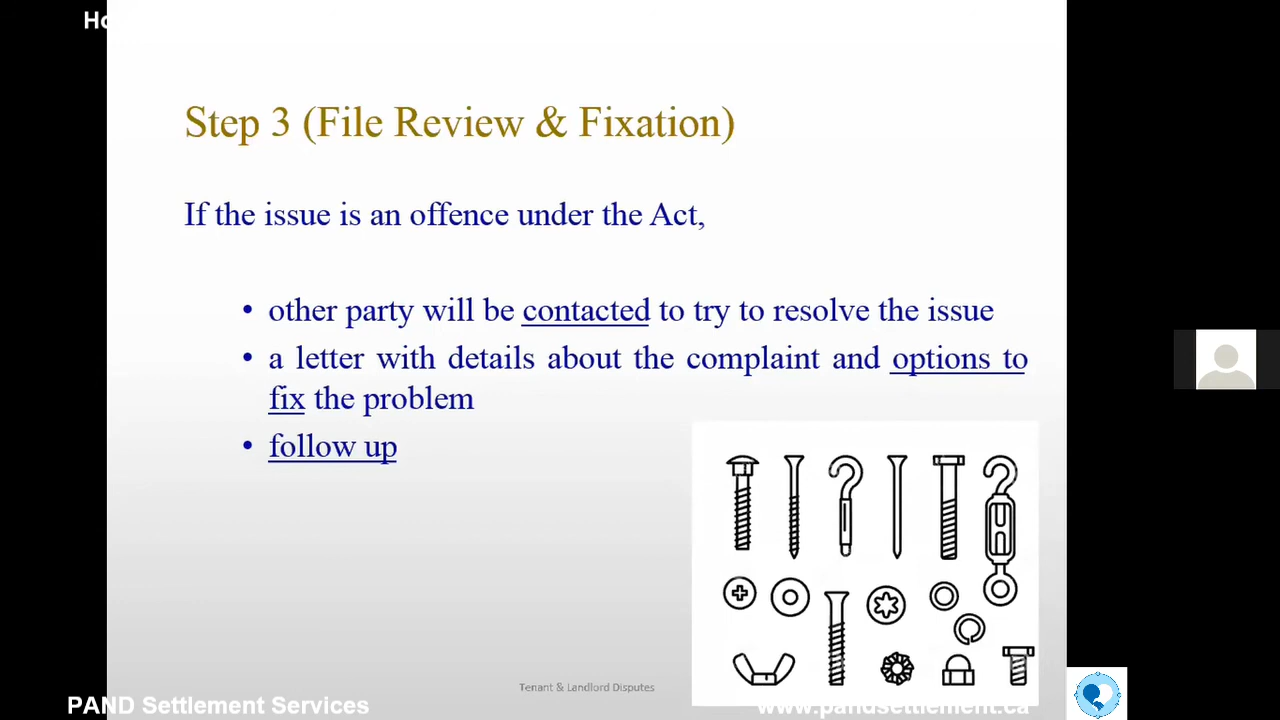 Ho
Step 3 (File Review & Fixation)
If the issue is an offence under the Act,
• other party will be contacted to try to resolve the issue
• a letter with details about the complaint and options to
fix the problem
• follow up
Tenant & Landlord Disputes
PAND Settlement Services
www.pandsettlement.ca